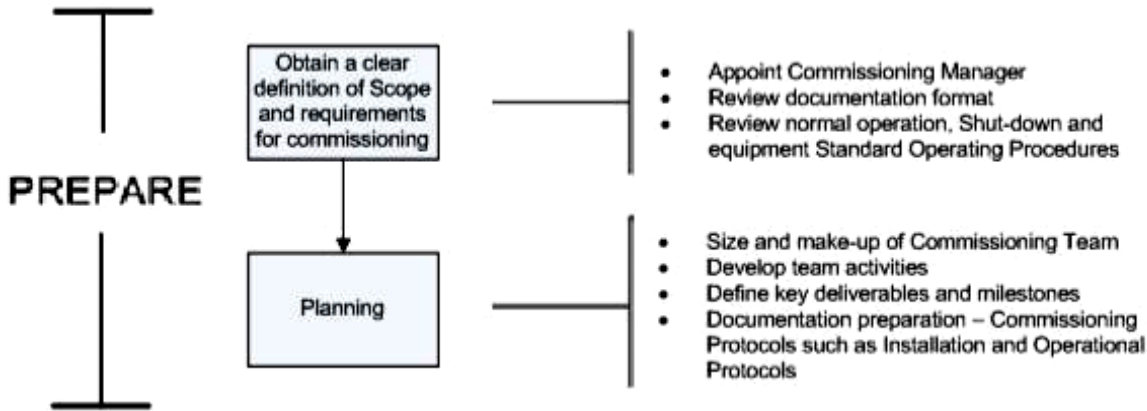 PREPARE
Obtain a clear
definition of Scope
and requirements
for commissioning
• Appoint Commissioning Manager
• Review documentation format
• Review normal operation, Shut-down and
equipment Standard Operating Procedures
Planning
• Size and make-up of Commissioning Team
• Develop team activities
• Define key deliverables and milestones
• Documentation preparation – Commissioning
Protocols such as Installation and Operational
Protocols